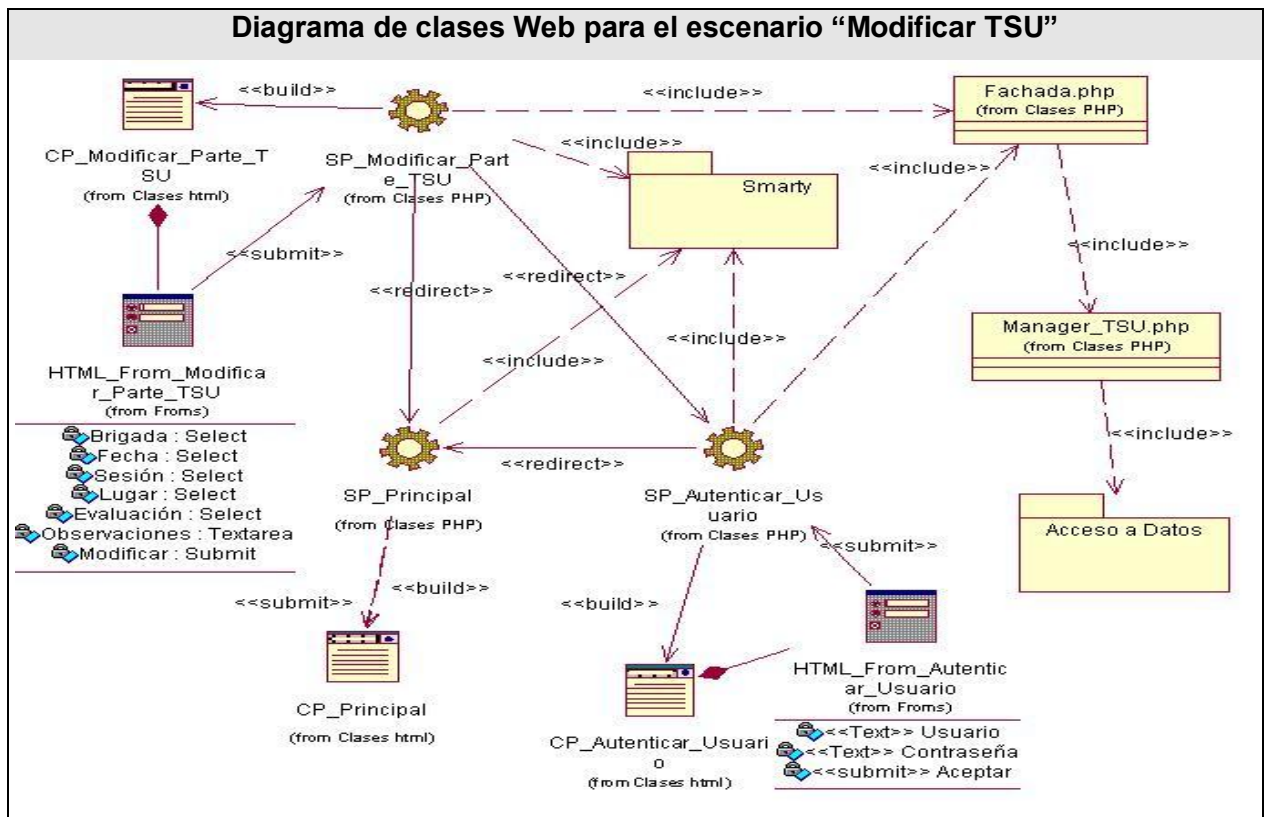 Diagrama de clases Web para el escenario “Modificar TSU”
<<build>>
<<include>>
Fachada.php
(from Clases PHP)
CP_Modificar_Parte_T
SU
(from Clases html)
SP_Modificar_Part
e_TSU
(from Clases PHP)
<<include>>
Smarty
<<include>>
<<submit>>
<<redirect>>
<<redirect>>
<<include>>
HTML_From_Modifica
r_Parte_TSU
(from Froms)
Brigada : Select
Fecha : Select
Sesión : Select
Lugar : Select
Evaluación : Select
Observaciones : Textarea
Modificar : Submit
<<include>>
<<include>>
Manager_TSU.php
(from Clases PHP)
<<include>>
<<redirect>>
SP_Principal
(from Clases PHP)
SP_Autenticar_Us
uario
(from Clases PHP)
Acceso a Datos
<<submit>>
<<submit>>
<<build>>
<<build>>
CP_Principal
(from Clases html)
HTML_From_Autentic
ar_Usuario
(from Froms)
<<Text>> Usuario
<<Text>> Contraseña
<<submit>> Aceptar
CP_Autenticar_Usuari
o
(from Clases html)